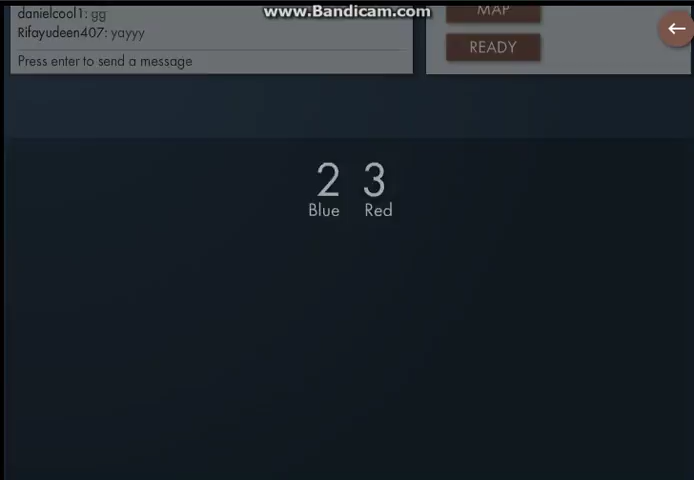 www.Bandicam.com
danielcool1: gg
Rifayudeen407: yayyy
Press enter to send a message
MAP
READY
2 3
Blue Red